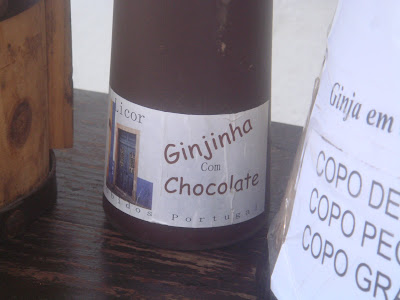 Licor
Ginjinha
Com
Chocolate
Portugal
Ginja em
COPO DE
COPO PEQ
COPO GRA